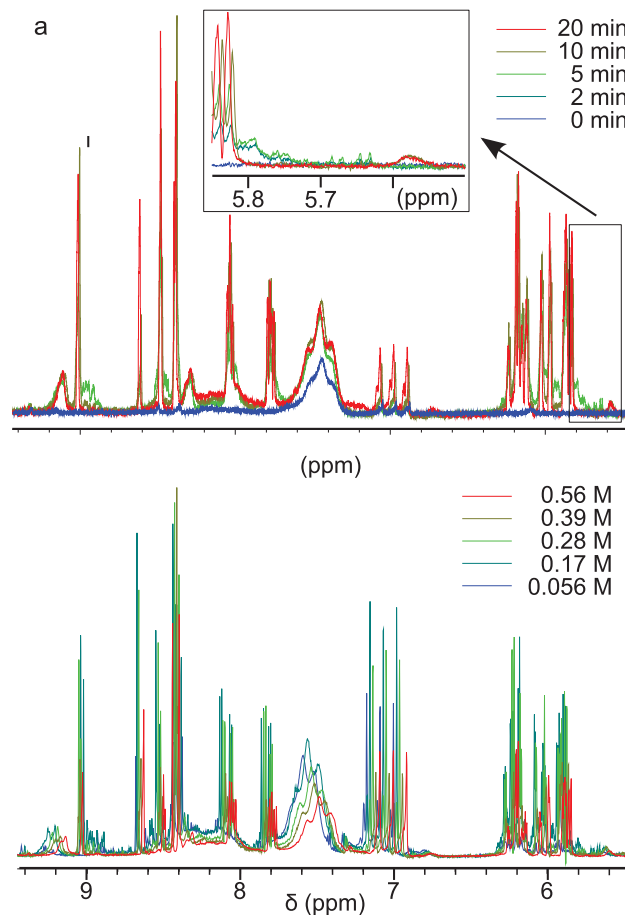 a
20 min
10 min
5 min
2 min
0 min
5.8
5.7
(ppm)
I
(ppm)
0.56 M
0.39 M
0.28 M
0.17 M
0.056 M
9
8
7
6
δ (ppm)